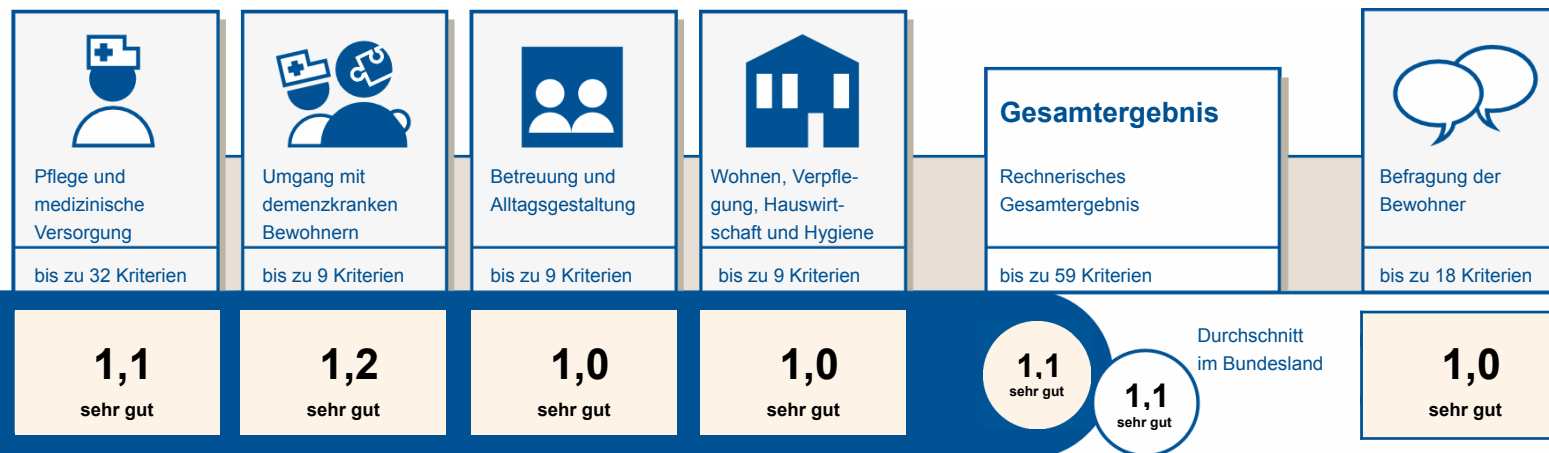 Pflege und
medizinische
Versorgung
bis zu 32 Kriterien
1,1
sehr gut
Umgang mit
demenzkranken
Bewohnern
bis zu 9 Kriterien
1,2
sehr gut
Betreuung und
Alltagsgestaltung
bis zu 9 Kriterien
1,0
sehr gut
Wohnen, Verpfle-
gung, Hauswirt-
schaft und Hygiene
bis zu 9 Kriterien
1,0
sehr gut
Gesamtergebnis
Rechnerisches
Gesamtergebnis
bis zu 59 Kriterien
1,1
sehr gut
Durchschnitt
im Bundesland
1,1
sehr gut
Befragung der
Bewohner
bis zu 18 Kriterien
1,0
sehr gut